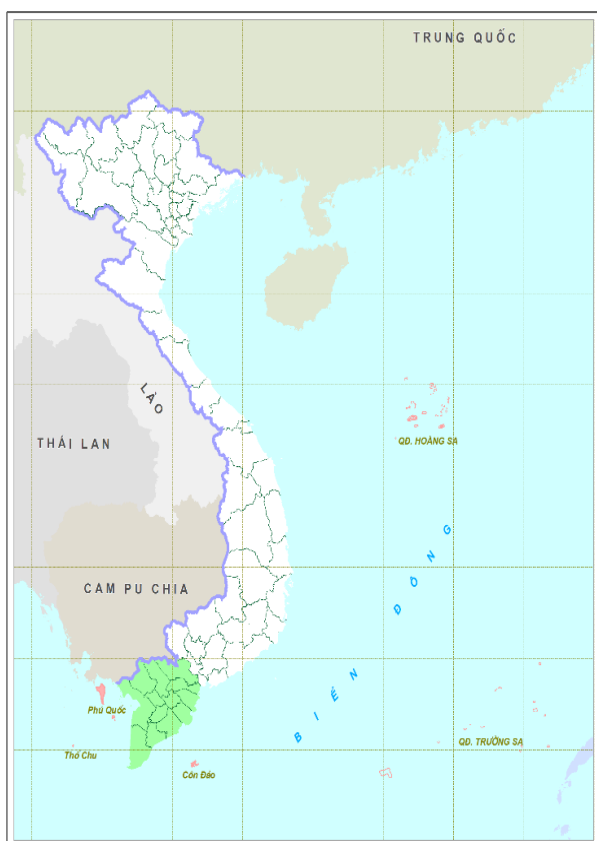 TRUNG QUỐC
LÀO
THÁI LAN
QĐ. HOÀNG SA
CAM PU CHIA
BIỂN ĐÔNG
Phú Quốc
QĐ. TRƯỜNG SA
Thổ Chu
Côn Đảo